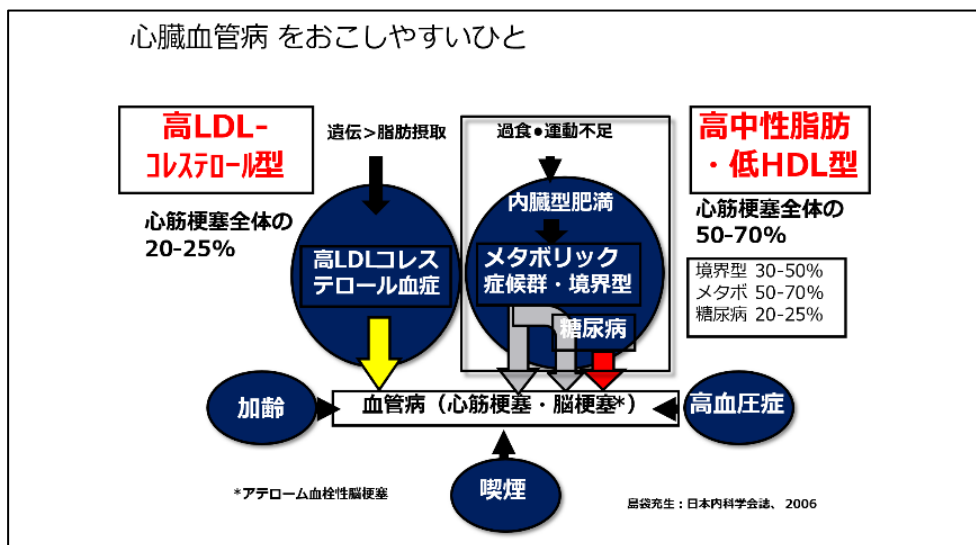 心臓血管病 をおこしやすいひと
高LDL-
コレステロール型
心筋梗塞全体の
20-25%
遺伝>脂肪摂取
高LDLコレス
テロール血症
過食●運動不足
内臓型肥満
メタボリック
症候群・境界型
糖尿病
高中性脂肪
・低HDL型
心筋梗塞全体の
50-70%
境界型 30-50%
メタボ 50-70%
糖尿病 20-25%
加齢
血管病（心筋梗塞・脳梗塞*）
高血圧症
喫煙
*アテローム血栓性脳梗塞
島袋充生：日本内科学会誌、 2006